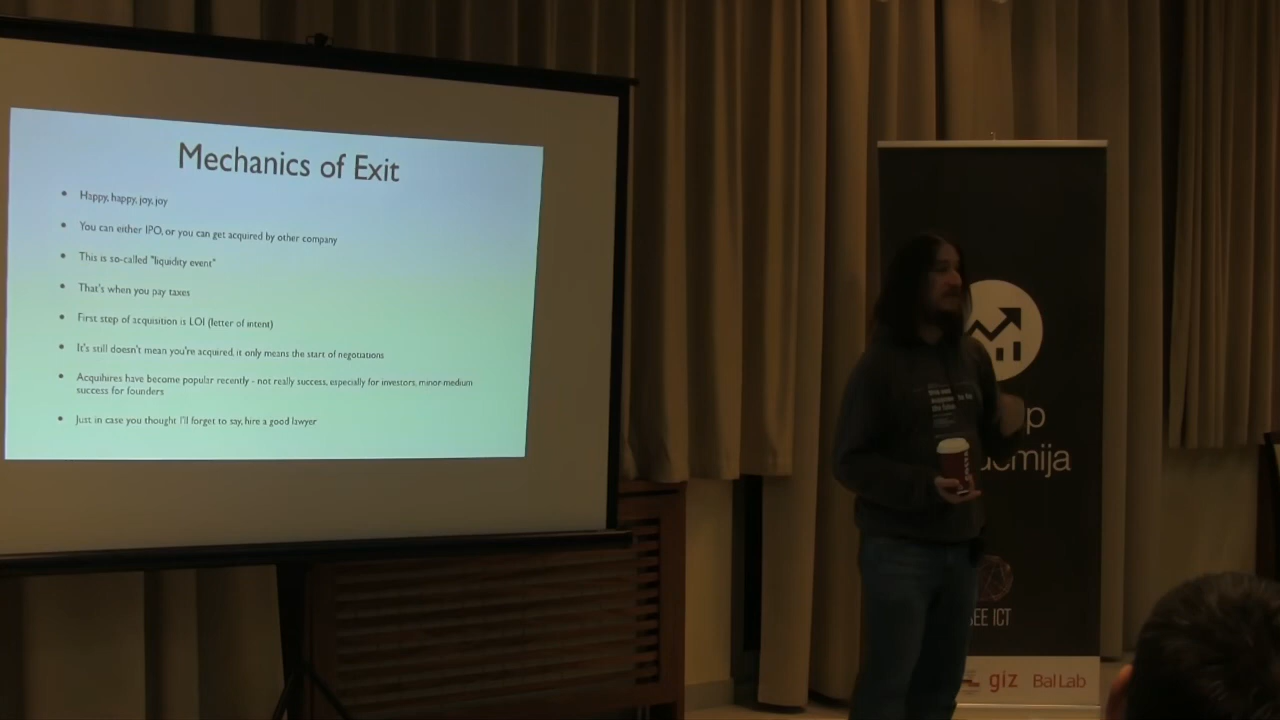 Mechanics of Exit
Happy, happy, joy, joy
You can either IPO, or you can get acquired by other company
This is so-called "liquidity event"
That's when you pay taxes
First step of acquisition is LOI (letter of intent)
It's still doesn't mean you're acquired, it only means the start of negotiations
Acquihires have become popular recently - not really success, especially for investors, minor-medium
success for founders
Just in case you thought I'll forget to say, hire a good lawyer
p
demija
SEE ICT
giz Bal Lab